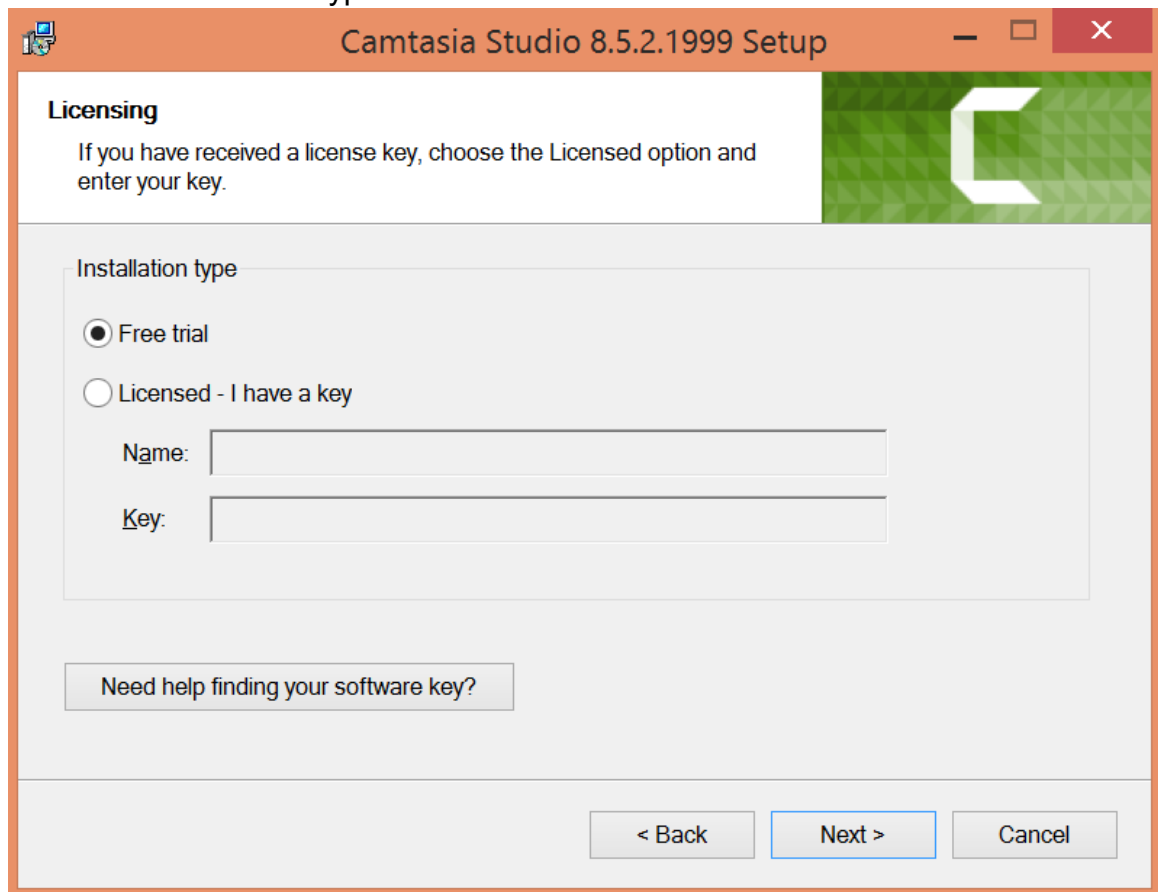 Camtasia Studio 8.5.2.1999 Setup
Licensing
If you have received a license key, choose the Licensed option and
enter your key.
Installation type
Free trial
Licensed - I have a key
Name:
Key:
Need help finding your software key?
< Back Next > Cancel